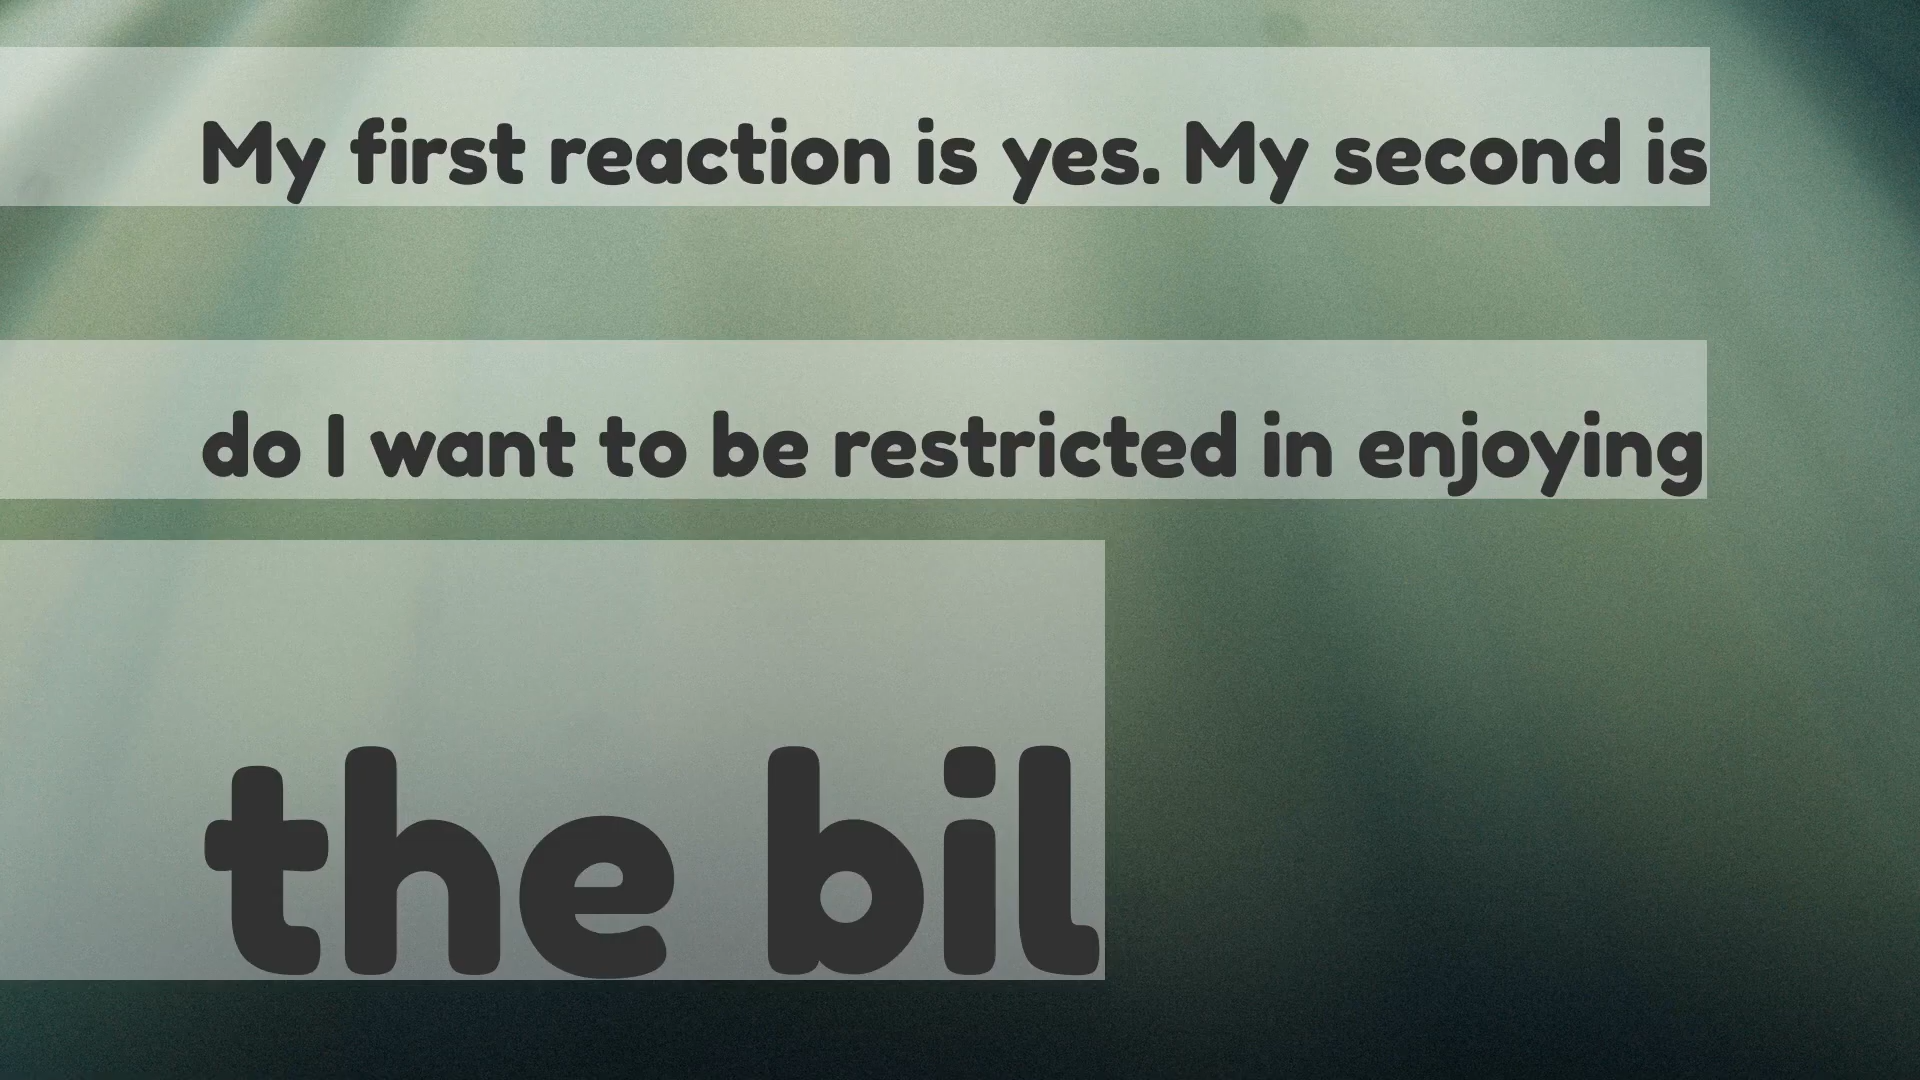 My first reaction is yes. My second is
do I want to be restricted in enjoying
the bil